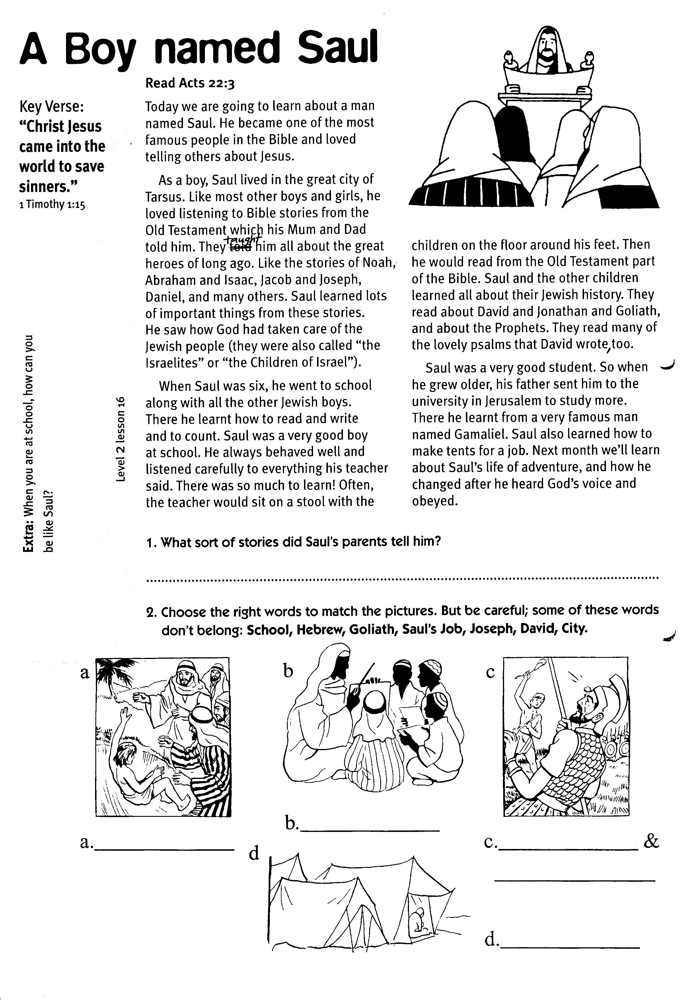 A Boy named Saul
Read Acts 22:3
Key Verse:
“Christ Jesus
came into the
world to save
sinners.”
1 Timothy 1:15
Today we are going to learn about a man
named Saul. He became one of the most
famous people in the Bible and loved
telling others about Jesus.
As a boy, Saul lived in the great city of
Tarsus. Like most other boys and girls, he
loved listening to Bible stories from the
Old Testament which his Mum and Dad
taught
told him. They told him all about the great
heroes of long ago. Like the stories of Noah,
Abraham and Isaac, Jacob and Joseph,
Daniel, and many others. Saul learned lots
of important things from these stories.
He saw how God had taken care of the
Jewish people (they were also called “the
Israelites” or “the Children of Israel”).
When Saul was six, he went to school
along with all the other Jewish boys.
There he learnt how to read and write
and to count. Saul was a very good boy
at school. He always behaved well and
listened carefully to everything his teacher
said. There was so much to learn! Often,
the teacher would sit on a stool with the
children on the floor around his feet. Then
he would read from the Old Testament part
of the Bible. Saul and the other children
learned all about their Jewish history. They
read about David and Jonathan and Goliath,
and about the Prophets. They read many of
the lovely psalms that David wrote, too.
Saul was a very good student. So when
he grew older, his father sent him to the
university in Jerusalem to study more.
There he learnt from a very famous man
named Gamaliel. Saul also learned how to
make tents for a job. Next month we’ll learn
about Saul’s life of adventure, and how he
changed after he heard God’s voice and
obeyed.
Level 2 lesson 16
Extra: When you are at school, how can you
be like Saul?
1. What sort of stories did Saul's parents tell him?
2. Choose the right words to match the pictures. But be careful; some of these words
don't belong: School, Hebrew, Goliath, Saul's Job, Joseph, David, City.
a
b
c
b.
a.
c. &
d
d.